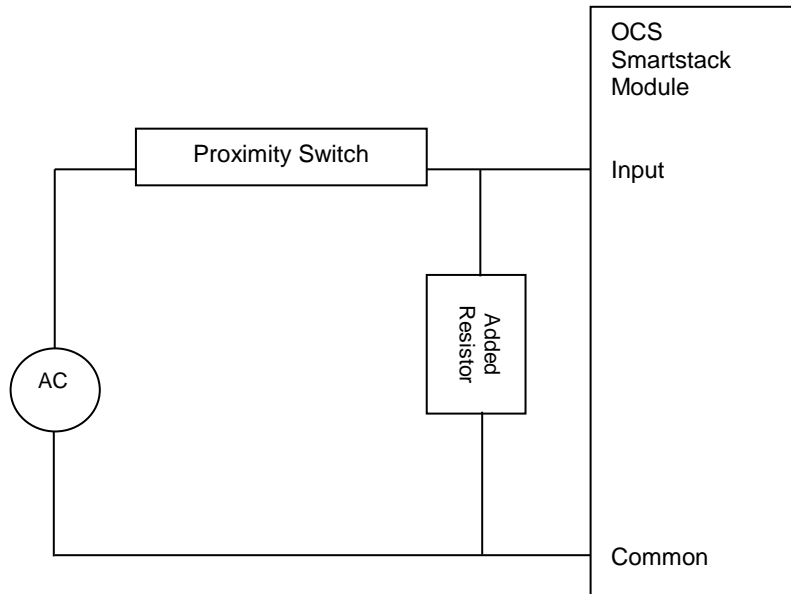 OCS
Smartstack
Module
Proximity Switch
Input
Added
Resistor
AC
Common